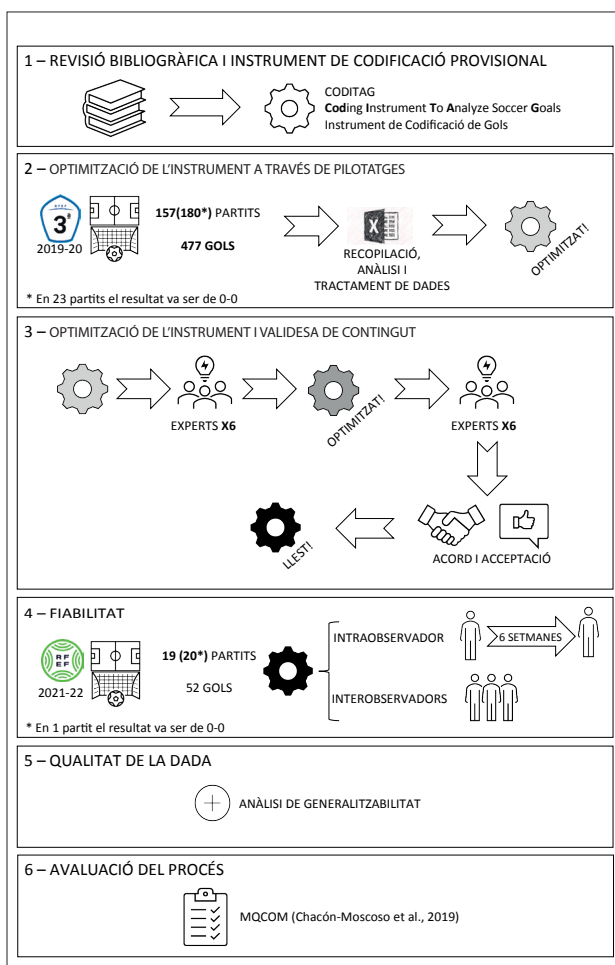 1 – REVISIÓ BIBLIOGRÀFICA I INSTRUMENT DE CODIFICACIÓ PROVISIONAL
CODITAG
Coding Instrument To Analyze Soccer Goals
Instrument de Codificació de Gols
2 – OPTIMITZACIÓ DE L'INSTRUMENT A TRAVÉS DE PILOTATGES
3ª
2019-20
157(180*) PARTITS
477 GOLS
X
RECOPILACIÓ,
ANÀLISI I
TRACTAMENT DE DADES
OPTIMITZAT!
* En 23 partits el resultat va ser de 0-0
3 – OPTIMITZACIÓ DE L'INSTRUMENT I VALIDESA DE CONTINGUT
EXPERTS X6
OPTIMITZAT!
EXPERTS X6
LLEST!
ACORD I ACCEPTACIÓ
4 – FIABILITAT
RF
EF
2021-22
19 (20*) PARTITS
52 GOLS
INTRAOBSERVADOR
6 SETMANES
INTEROBSERVADORS
* En 1 partit el resultat va ser de 0-0
5 – QUALITAT DE LA DADA
ANÀLISI DE GENERALITZABILITAT
6 – AVALUACIÓ DEL PROCÉS
MQCOM (Chacón-Moscoso et al., 2019)